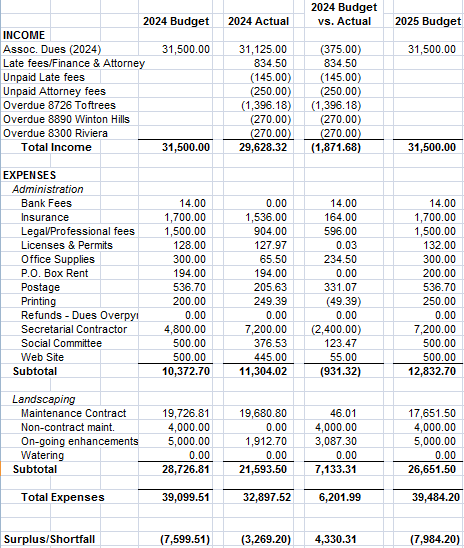 2024 Budget
2024 Budget 2024 Actual vs. Actual 2025 Budget
INCOME
Assoc. Dues (2024) 31,500.00 31,125.00 (375.00) 31,500.00
Late fees/Finance & Attorney 834.50 834.50
Unpaid Late fees (145.00) (145.00)
Unpaid Attorney fees (250.00) (250.00)
Overdue 8726 Toftrees (1,396.18) (1,396.18)
Overdue 8890 Winton Hills (270.00) (270.00)
Overdue 8300 Riviera (270.00) (270.00)
Total Income 31,500.00 29,628.32 (1,871.68) 31,500.00
EXPENSES
Administration
Bank Fees 14.00 0.00 14.00 14.00
Insurance 1,700.00 1,536.00 164.00 1,700.00
Legal/Professional fees 1,500.00 904.00 596.00 1,500.00
Licenses & Permits 128.00 127.97 0.03 132.00
Office Supplies 300.00 65.50 234.50 300.00
P.O. Box Rent 194.00 194.00 0.00 200.00
Postage 536.70 205.63 331.07 536.70
Printing 200.00 249.39 (49.39) 250.00
Refunds - Dues Overpy 0.00 0.00 0.00 0.00
Secretarial Contractor 4,800.00 7,200.00 (2,400.00) 7,200.00
Social Committee 500.00 376.53 123.47 500.00
Web Site 500.00 445.00 55.00 500.00
Subtotal 10,372.70 11,304.02 (931.32) 12,832.70
Landscaping
Maintenance Contract 19,726.81 19,680.80 46.01 17,651.50
Non-contract maint. 4,000.00 0.00 4,000.00 4,000.00
On-going enhancements 5,000.00 1,912.70 3,087.30 5,000.00
Watering 0.00 0.00 0.00 0.00
Subtotal 28,726.81 21,593.50 7,133.31 26,651.50
Total Expenses 39,099.51 32,897.52 6,201.99 39,484.20
Surplus/Shortfall (7,599.51) (3,269.20) 4,330.31 (7,984.20)